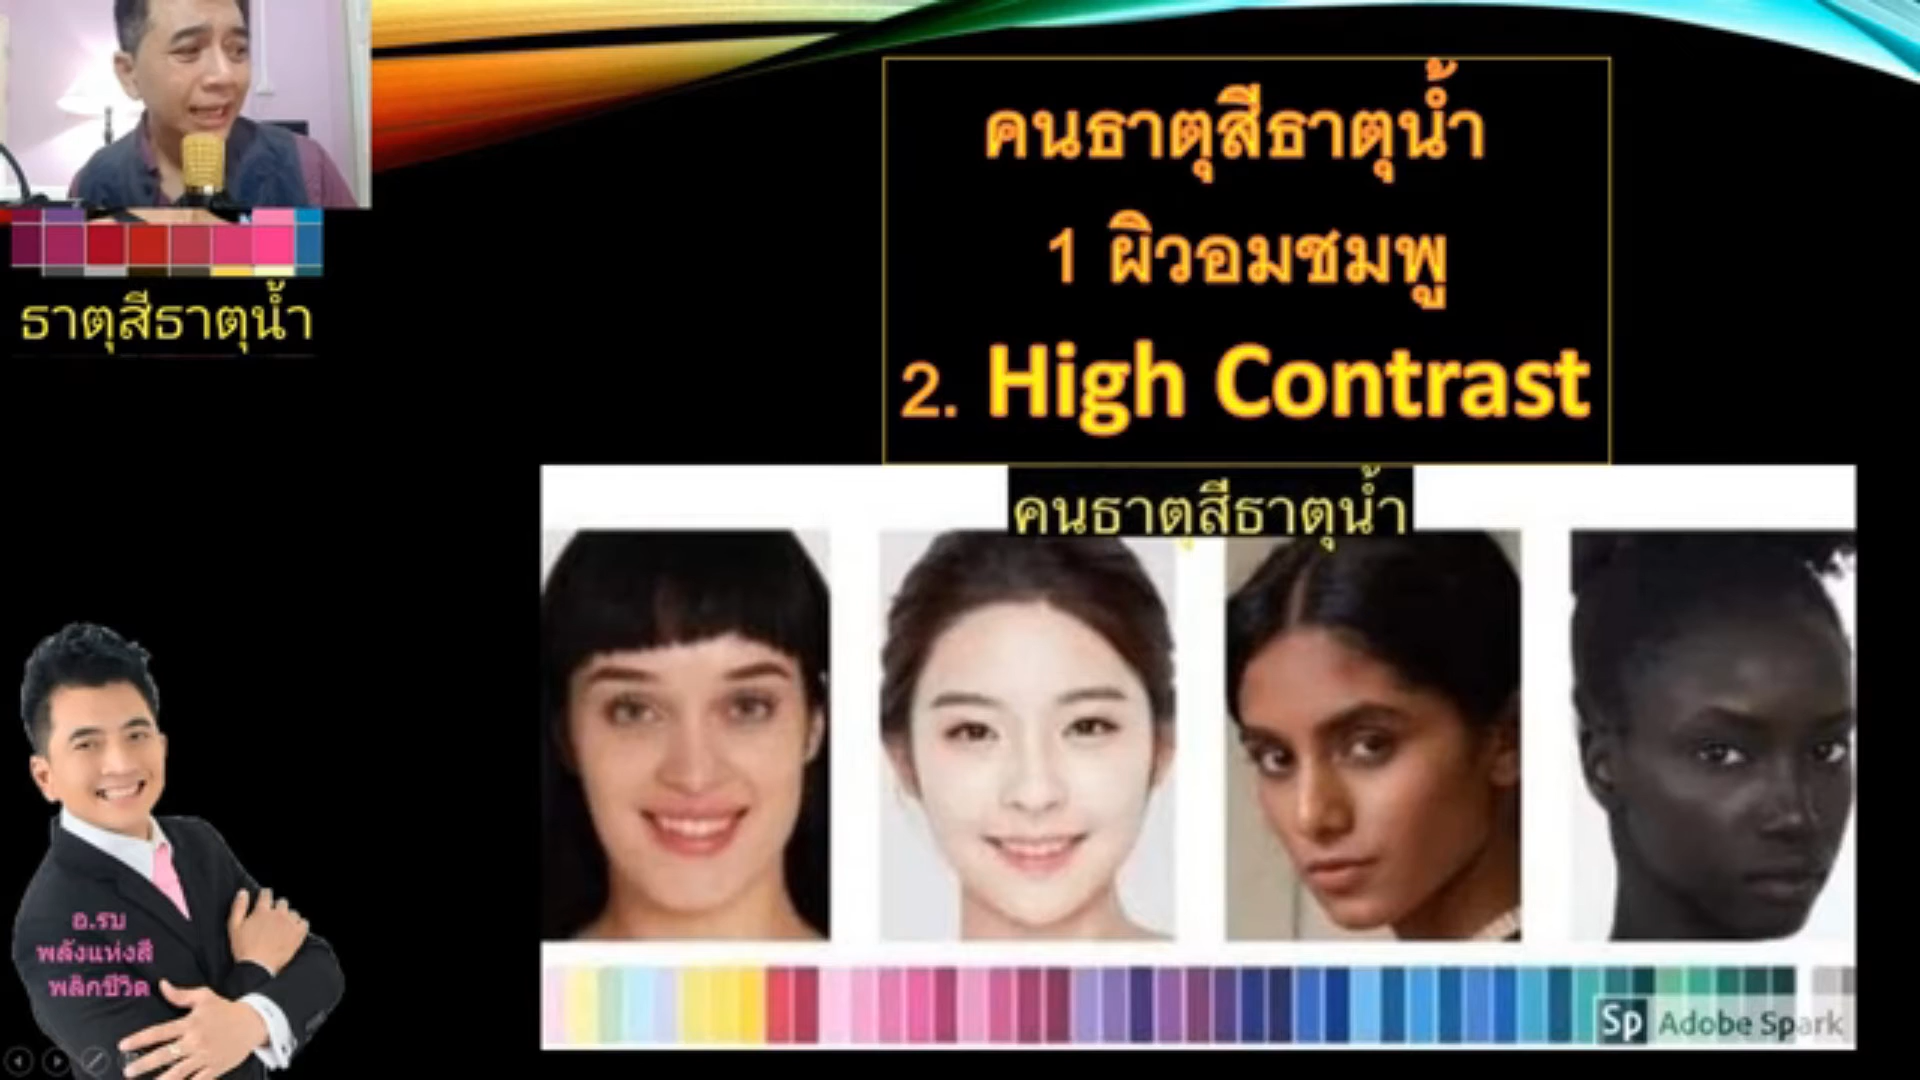 คนธาตุสีธาตุน้ำ
1 ผิวอมชมพู
2. High Contrast
ธาตุสีธาตุน้ำ
คนธาตุสีธาตุน้ำ
อ.รบ
พลังแห่งสี
พลิกชีวิต
Sp Adobe Spark